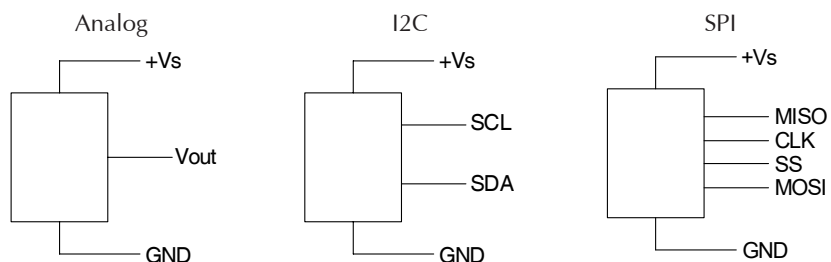 Analog
+Vs
Vout
GND
I2C
+Vs
SCL
SDA
GND
SPI
+Vs
MISO
CLK
SS
MOSI
GND